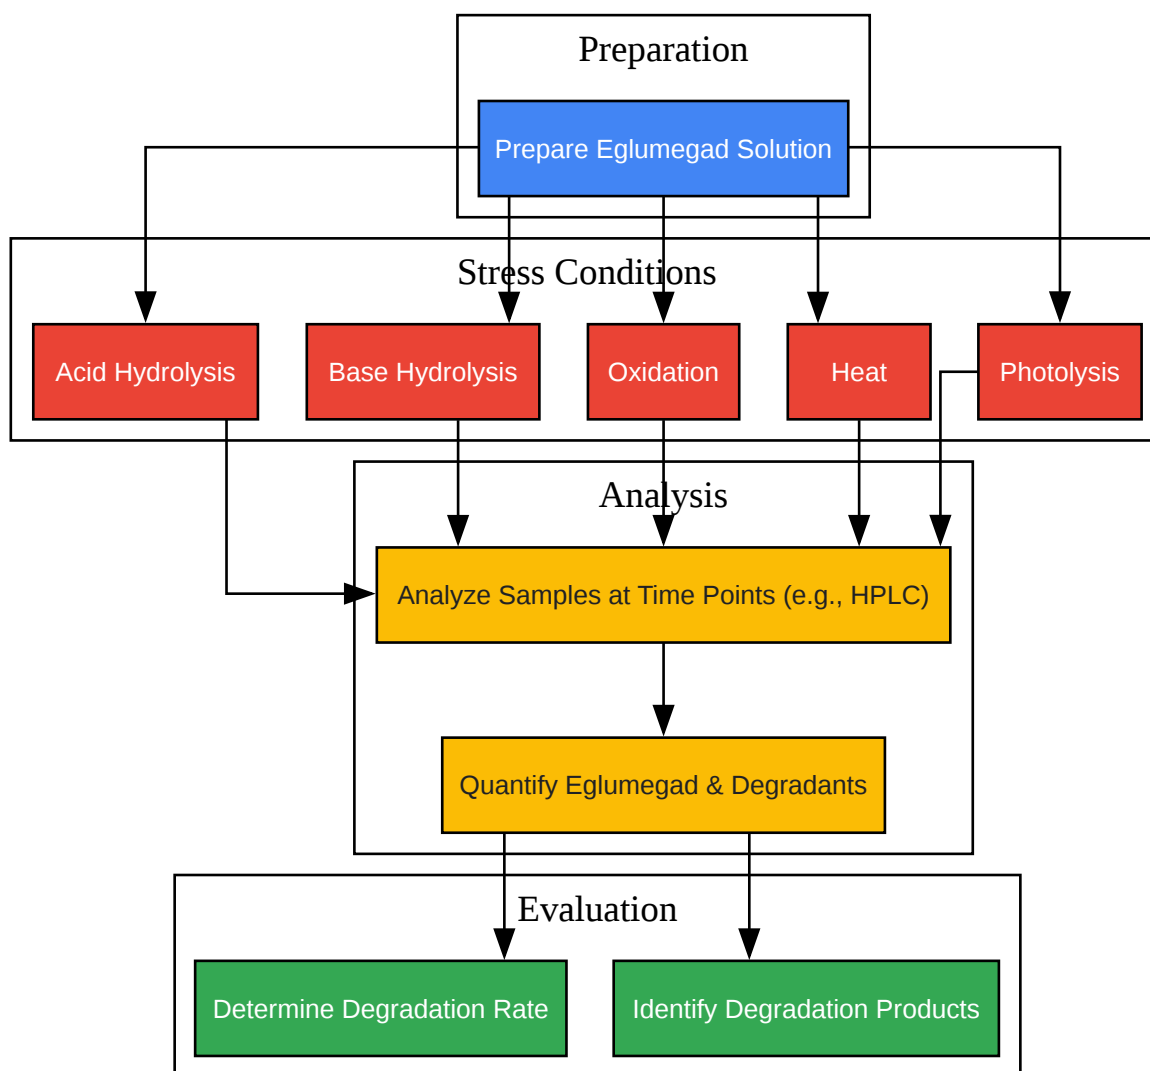 Preparation
Prepare Eglumegad Solution
Stress Conditions
Acid Hydrolysis
Base Hydrolysis
Oxidation
Heat
Photolysis
Analysis
Analyze Samples at Time Points (e.g., HPLC)
Quantify Eglumegad & Degradants
Evaluation
Determine Degradation Rate
Identify Degradation Products